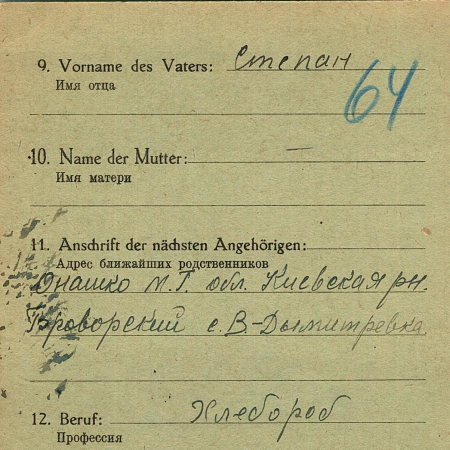 9. Vorname des Vaters: Степан
Имя отца
64
10. Name der Mutter: —
Имя матери
11. Anschrift der nächsten Angehörigen:
Адрес ближайших родственников
Онашко М.Г. обл. Киевская рн.
Броворский с. В-Дымитревка
12. Beruf: Хлебороб
Профессия